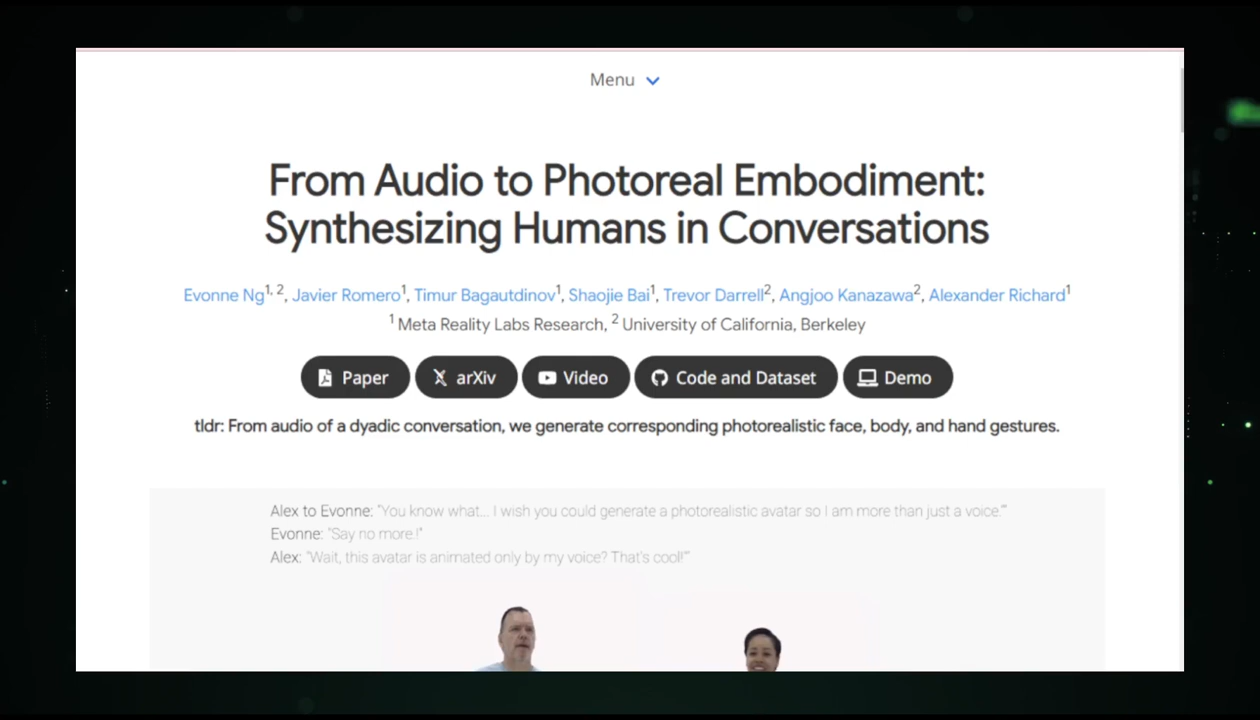 Menu
From Audio to Photoreal Embodiment:
Synthesizing Humans in Conversations
Evonne Ng1, 2, Javier Romero1, Timur Bagautdinov1, Shaojie Bai1, Trevor Darrell2, Angjoo Kanazawa2, Alexander Richard1
1 Meta Reality Labs Research, 2 University of California, Berkeley
Paper arXiv Video Code and Dataset Demo
tldr: From audio of a dyadic conversation, we generate corresponding photorealistic face, body, and hand gestures.
Alex to Evonne: "You know what... I wish you could generate a photorealistic avatar so I am more than just a voice.""
Evonne: "Say no more!"
Alex: "Wait, this avatar is animated only by my voice? That's cool!""